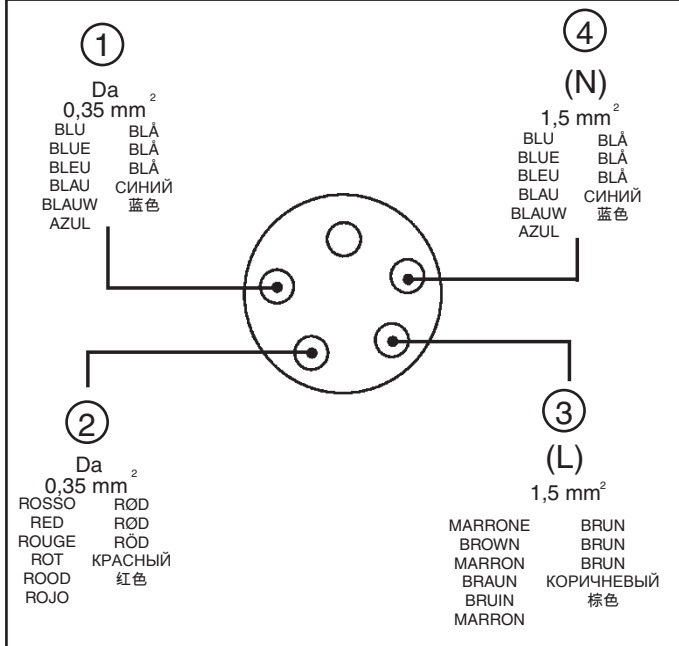 1
Da
0,35 mm²
BLU BLÅ
BLUE BLÅ
BLEU BLÅ
BLAU СИНИЙ
BLAUW 蓝色
AZUL
4
(N)
1,5 mm²
BLU BLÅ
BLUE BLÅ
BLEU BLÅ
BLAU СИНИЙ
BLAUW 蓝色
AZUL
2
Da
0,35 mm²
ROSSO RØD
RED RØD
ROUGE RÖD
ROT КРАСНЫЙ
ROOD 红色
ROJO
3
(L)
1,5 mm²
MARRONE BRUN
BROWN BRUN
MARRON BRUN
BRAUN КОРИЧНЕВЫЙ
BRUIN 棕色
MARRON